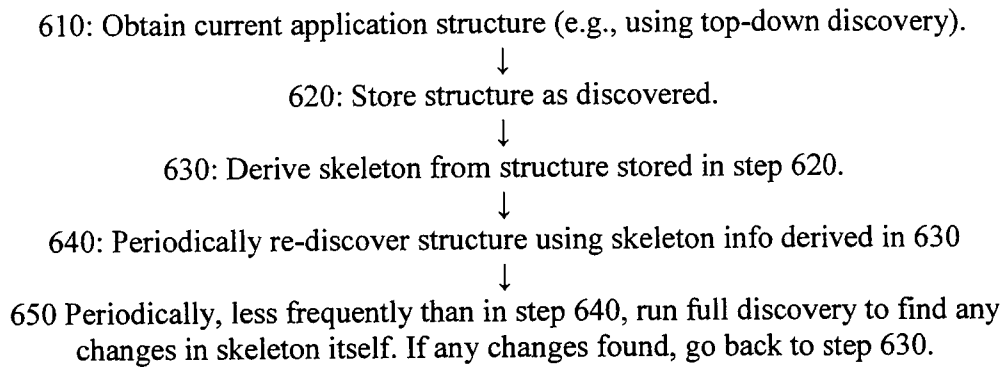 610: Obtain current application structure (e.g., using top-down discovery).
↓
620: Store structure as discovered.
↓
630: Derive skeleton from structure stored in step 620.
↓
640: Periodically re-discover structure using skeleton info derived in 630
↓
650 Periodically, less frequently than in step 640, run full discovery to find any
changes in skeleton itself. If any changes found, go back to step 630.